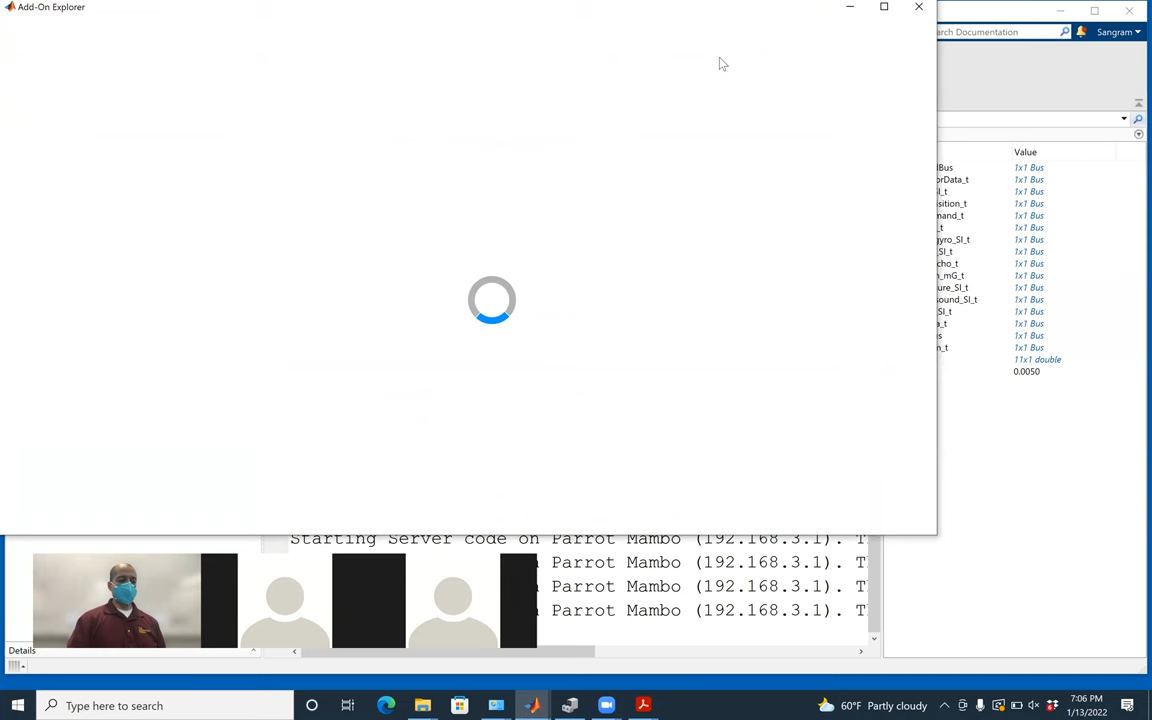 Add-On Explorer
arch Documentation
Sangram
Value
lBus 1x1 Bus
orData_t 1x1 Bus
SI_t 1x1 Bus
sition_t 1x1 Bus
mand_t 1x1 Bus
_t 1x1 Bus
gyro_SI_t 1x1 Bus
_SI_t 1x1 Bus
cho_t 1x1 Bus
n_mG_t 1x1 Bus
ure_SI_t 1x1 Bus
sound_SI_t 1x1 Bus
_SI_t 1x1 Bus
a_t 1x1 Bus
s 1x1 Bus
n_t 1x1 Bus
11x1 double
0.0050
Starting Server code on Parrot Mambo (192.168.3.1). T
n Parrot Mambo (192.168.3.1). T
n Parrot Mambo (192.168.3.1). T
n Parrot Mambo (192.168.3.1). T
Details
Type here to search
60°F Partly cloudy
7:06 PM
1/13/2022